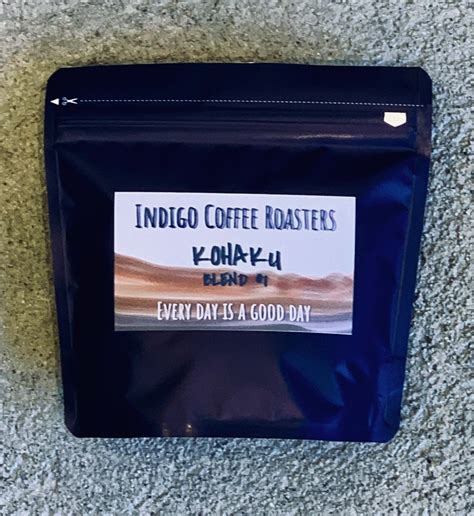 INDIGO COFFEE ROASTERS
KOHAKU
BLEND #1
EVERY DAY IS A GOOD DAY